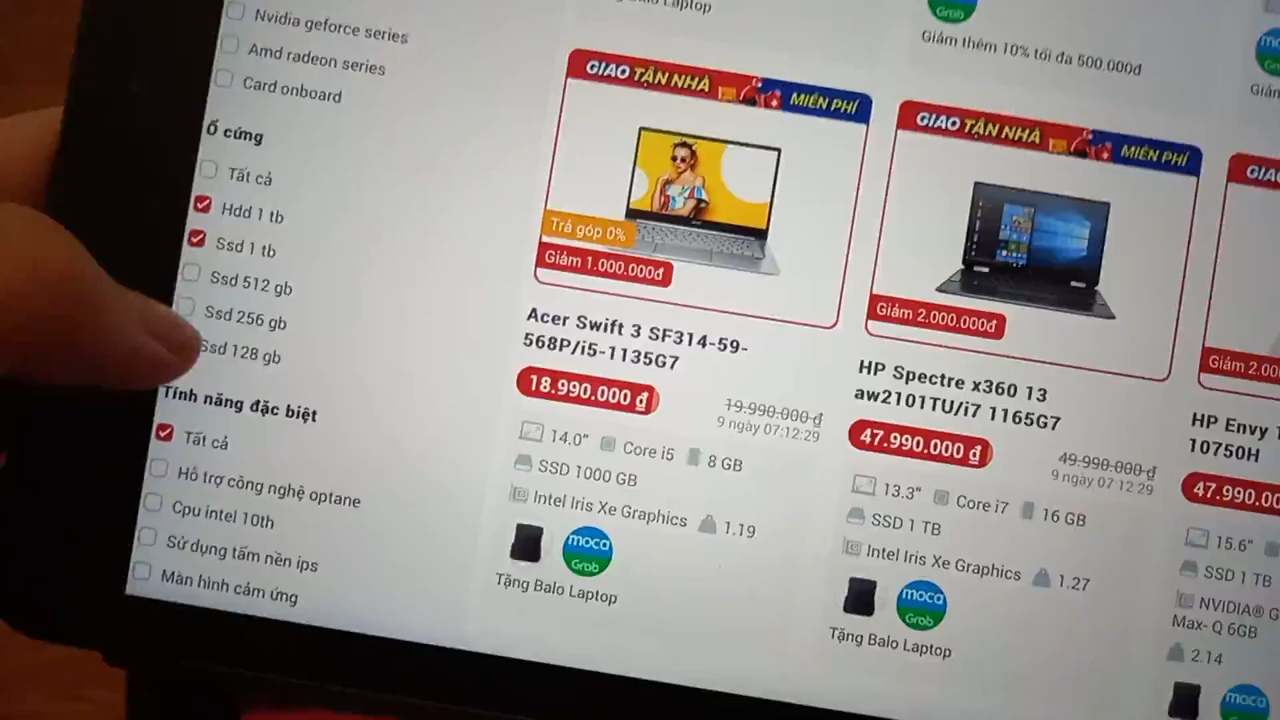 Nvidia geforce series
Amd radeon series
Card onboard
Ổ cứng
Tất cả
Hdd 1 tb
Ssd 1 tb
Ssd 512 gb
Ssd 256 gb
Ssd 128 gb
Tính năng đặc biệt
Tất cả
Hỗ trợ công nghệ optane
Cpu intel 10th
Sử dụng tấm nền ips
Màn hình cảm ứng
Tặng Balo Laptop
GIAO TẬN NHÀ MIỄN PHÍ
Trả góp 0%
Giảm 1.000.000đ
Acer Swift 3 SF314-59-
568P/i5-1135G7
18.990.000 ₫
19.990.000 ₫
9 ngày 07:12:29
14.0" Core i5 8 GB
SSD 1000 GB
Intel Iris Xe Graphics 1.19
moca
Grab
Tặng Balo Laptop
Grab
Giảm thêm 10% tối đa 500.000đ
GIAO TẬN NHÀ MIỄN PHÍ
Giảm 2.000.000đ
HP Spectre x360 13
aw2101TU/i7 1165G7
47.990.000 ₫
49.990.000 ₫
9 ngày 07:12:29
13.3" Core i7 16 GB
SSD 1 TB
Intel Iris Xe Graphics 1.27
moca
Grab
Tặng Balo Laptop
HP Envy
10750H
15.6"
SSD 1 TB
NVIDIA® G
Max- Q 6GB
2.14
moca